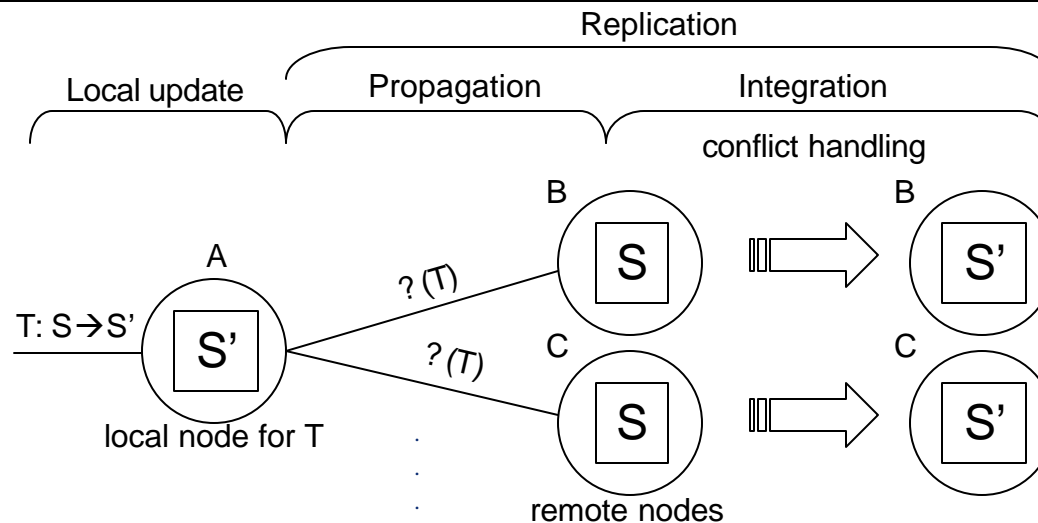 Replication
Local update
Propagation
Integration
conflict handling
B
B
S
S’
A
? (T)
T: S→S’
S’
C
C
? (T)
S
S’
local node for T
remote nodes